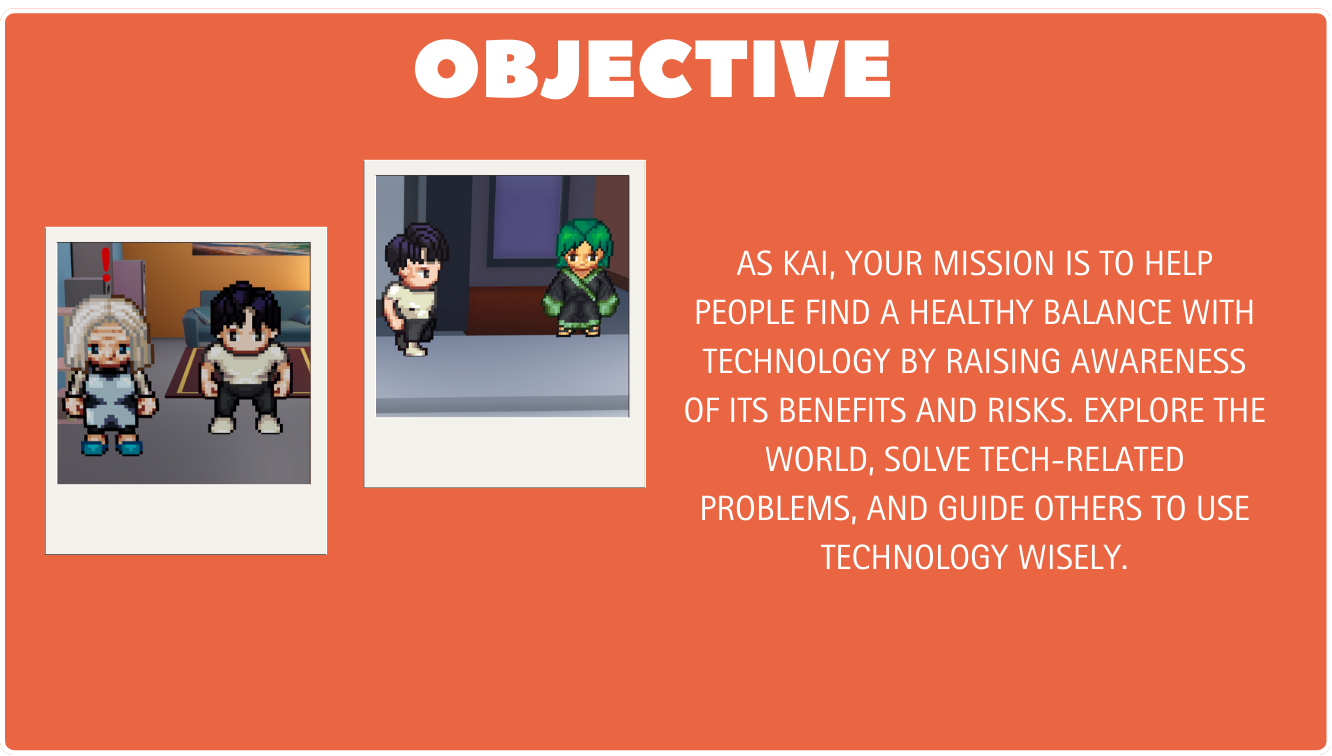 OBJECTIVE
!
AS KAI, YOUR MISSION IS TO HELP
PEOPLE FIND A HEALTHY BALANCE WITH
TECHNOLOGY BY RAISING AWARENESS
OF ITS BENEFITS AND RISKS. EXPLORE THE
WORLD, SOLVE TECH-RELATED
PROBLEMS, AND GUIDE OTHERS TO USE
TECHNOLOGY WISELY.